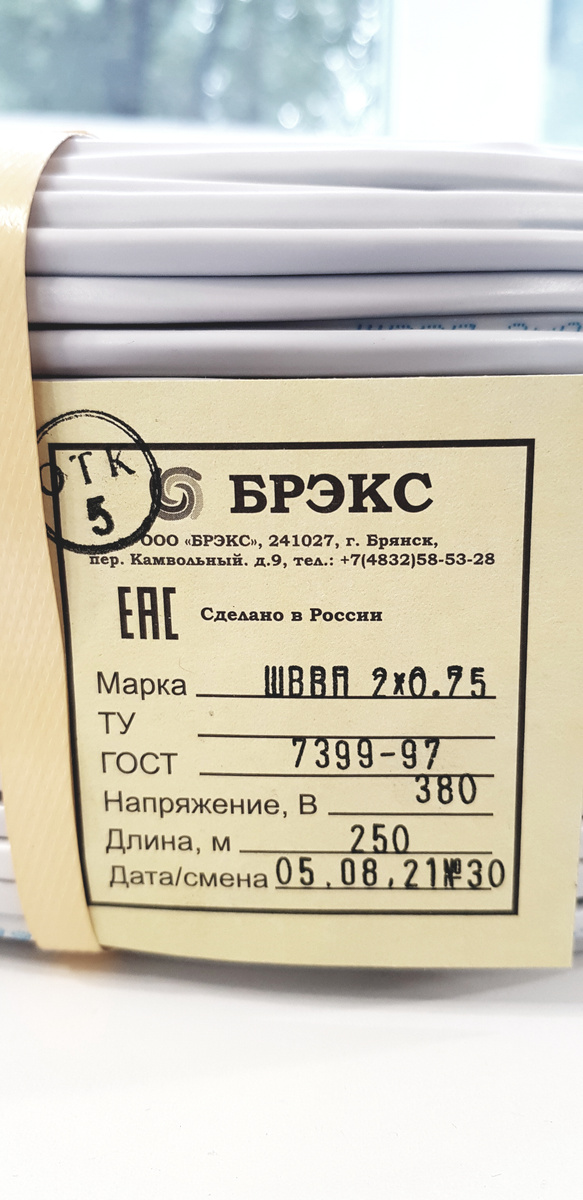 ОТК
5
БРЭКС
ООО «БРЭКС», 241027, г. Брянск,
пер. Камвольный. д.9, тел.: +7(4832)58-53-28
ЕАС Сделано в России
Марка ШВВП 2х0.75
ТУ
ГОСТ 7399-97
Напряжение, В 380
Длина, м 250
Дата/смена 05.08.21№30